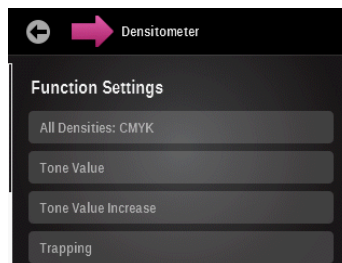 Densitometer
Function Settings
All Densities: CMYK
Tone Value
Tone Value Increase
Trapping